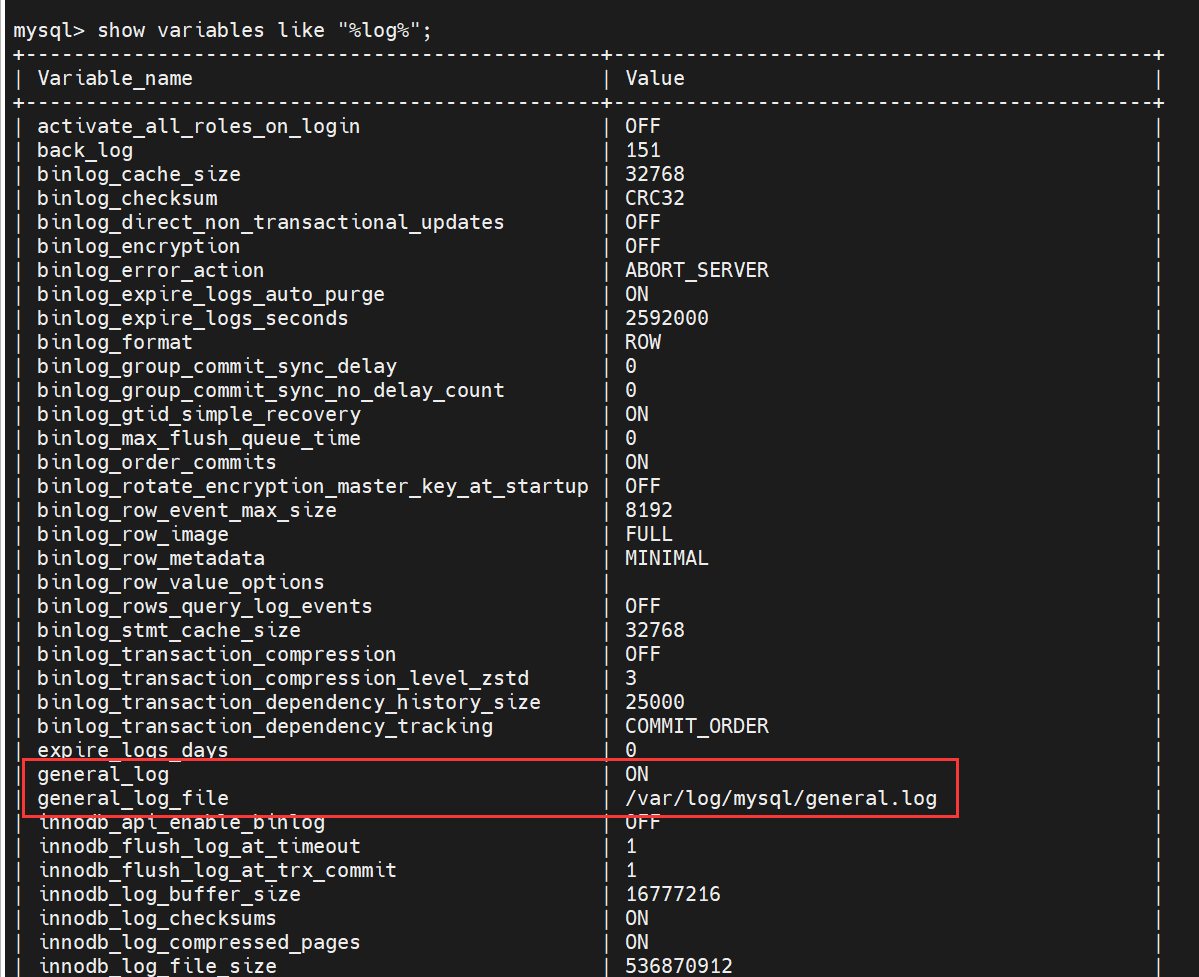 mysql> show variables like "%log%";
+------------------------------------------------+---------------------------------------------+
| Variable_name | Value |
+------------------------------------------------+---------------------------------------------+
| activate_all_roles_on_login | OFF |
| back_log | 151 |
| binlog_cache_size | 32768 |
| binlog_checksum | CRC32 |
| binlog_direct_non_transactional_updates | OFF |
| binlog_encryption | OFF |
| binlog_error_action | ABORT_SERVER |
| binlog_expire_logs_auto_purge | ON |
| binlog_expire_logs_seconds | 2592000 |
| binlog_format | ROW |
| binlog_group_commit_sync_delay | 0 |
| binlog_group_commit_sync_no_delay_count | 0 |
| binlog_gtid_simple_recovery | ON |
| binlog_max_flush_queue_time | 0 |
| binlog_order_commits | ON |
| binlog_rotate_encryption_master_key_at_startup | OFF |
| binlog_row_event_max_size | 8192 |
| binlog_row_image | FULL |
| binlog_row_metadata | MINIMAL |
| binlog_row_value_options | |
| binlog_rows_query_log_events | OFF |
| binlog_stmt_cache_size | 32768 |
| binlog_transaction_compression | OFF |
| binlog_transaction_compression_level_zstd | 3 |
| binlog_transaction_dependency_history_size | 25000 |
| binlog_transaction_dependency_tracking | COMMIT_ORDER |
| expire_logs_days | 0 |
| general_log | ON |
| general_log_file | /var/log/mysql/general.log |
| innodb_api_enable_binlog | OFF |
| innodb_flush_log_at_timeout | 1 |
| innodb_flush_log_at_trx_commit | 1 |
| innodb_log_buffer_size | 16777216 |
| innodb_log_checksums | ON |
| innodb_log_compressed_pages | ON |
| innodb_log_file_size | 536870912 |